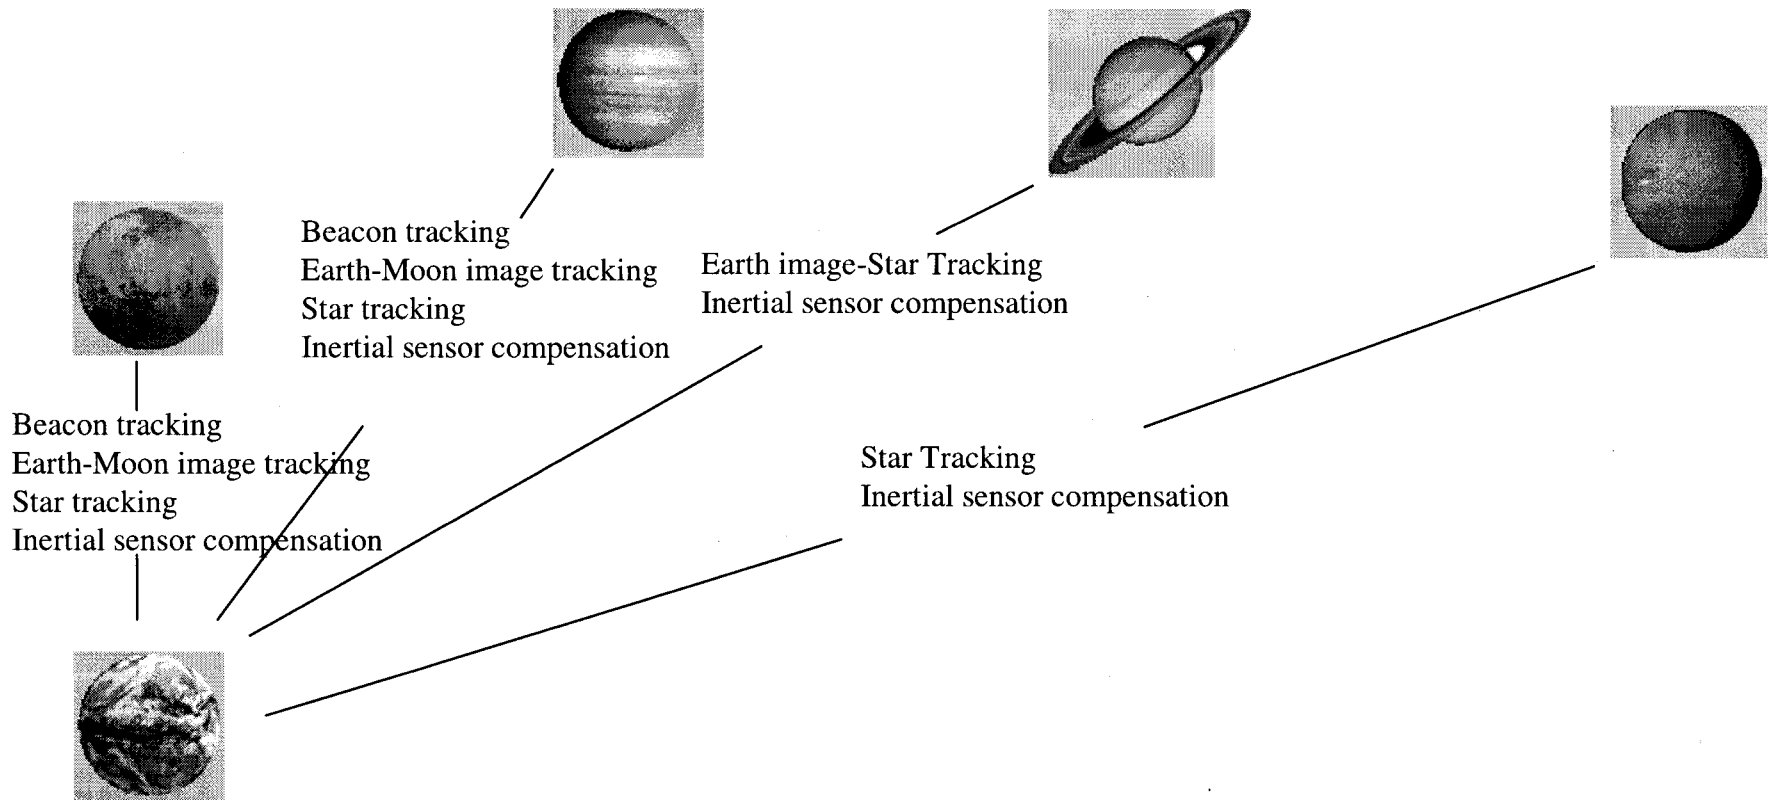 Beacon tracking
Earth-Moon image tracking
Star tracking
Inertial sensor compensation
Earth image-Star Tracking
Inertial sensor compensation
Beacon tracking
Earth-Moon image tracking
Star tracking
Inertial sensor compensation
Star Tracking
Inertial sensor compensation